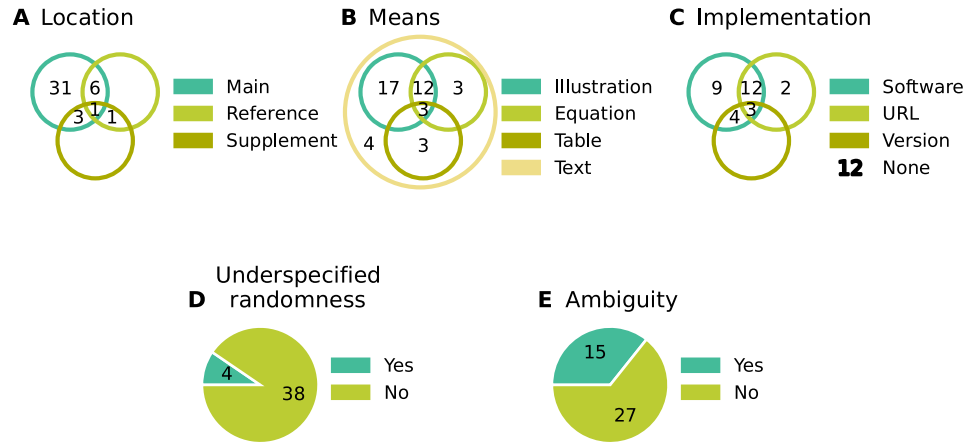 A Location
31
6
1
3
1
Main
Reference
Supplement
B Means
17
12
3
3
4
3
Illustration
Equation
Table
Text
C Implementation
9
12
2
3
4
Software
URL
Version
12 None
D Underspecified
randomness
4
38
Yes
No
E Ambiguity
15
27
Yes
No